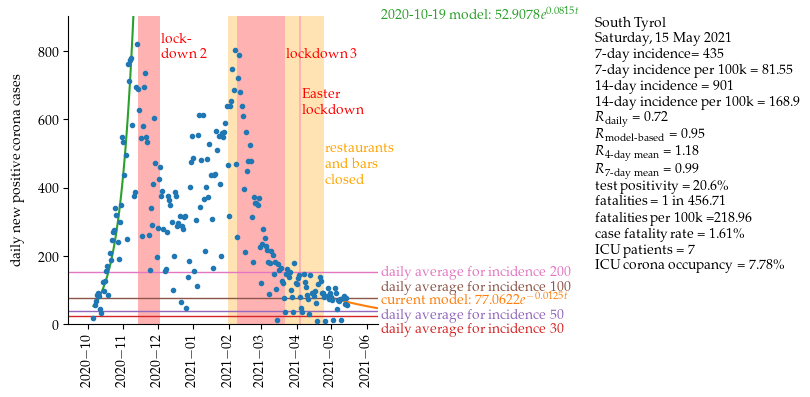 2020-10-19 model: 52.9078e^0.0815t
lock-
down 2
lockdown 3
Easter
lockdown
restaurants
and bars
closed
daily new positive corona cases
800
600
400
200
0
daily average for incidence 200
daily average for incidence 100
current model: 77.0622e^−0.0125t
daily average for incidence 50
daily average for incidence 30
2020−10
2020−11
2020−12
2021−01
2021−02
2021−03
2021−04
2021−05
2021−06
South Tyrol
Saturday, 15 May 2021
7-day incidence= 435
7-day incidence per 100k = 81.55
14-day incidence = 901
14-day incidence per 100k = 168.9
R daily = 0.72
R model-based = 0.95
R 4-day mean = 1.18
R 7-day mean = 0.99
test positivity = 20.6%
fatalities = 1 in 456.71
fatalities per 100k =218.96
case fatality rate = 1.61%
ICU patients = 7
ICU corona occupancy = 7.78%